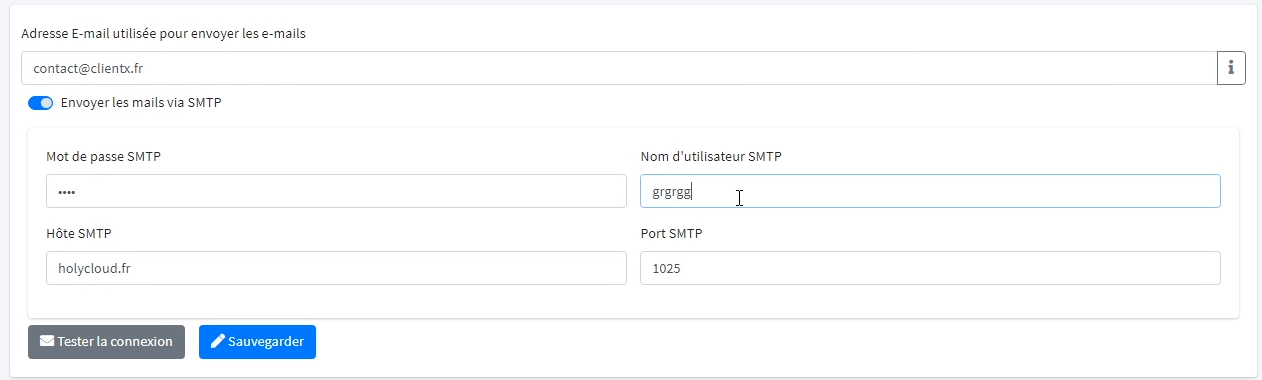 Adresse E-mail utilisée pour envoyer les e-mails
contact@clientx.fr
Envoyer les mails via SMTP
Mot de passe SMTP
Nom d'utilisateur SMTP
••••
grgrgg
Hôte SMTP
Port SMTP
holycloud.fr
1025
Tester la connexion
Sauvegarder